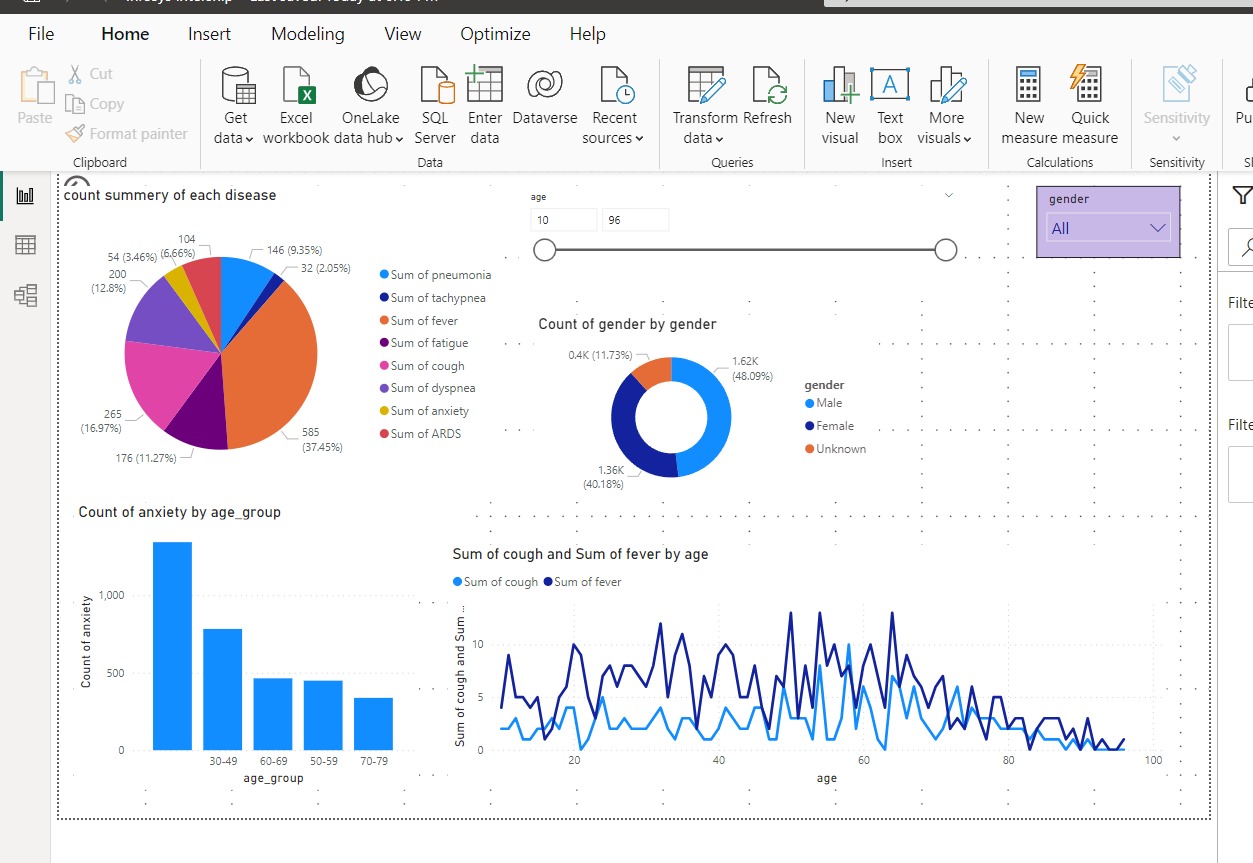 File Home Insert Modeling View Optimize Help
Paste
Cut
Copy
Format painter
Clipboard
Get data
Excel workbook
OneLake data hub
SQL Server
Enter data
Dataverse
Recent sources
Data
Transform data
Refresh
Queries
New visual
Text box
More visuals
Insert
New measure
Quick measure
Calculations
Sensitivity
Sensitivity
count summery of each disease
104
(6.66%)
54 (3.46%)
200
(12.8%)
265
(16.97%)
176 (11.27%)
146 (9.35%)
32 (2.05%)
585
(37.45%)
Sum of pneumonia
Sum of tachypnea
Sum of fever
Sum of fatigue
Sum of cough
Sum of dyspnea
Sum of anxiety
Sum of ARDS
age
10 96
gender
All
Count of gender by gender
0.4K (11.73%)
1.62K
(48.09%)
1.36K
(40.18%)
gender
Male
Female
Unknown
Count of anxiety by age_group
Count of anxiety
1,000
500
0
30-49 60-69 50-59 70-79
age_group
Sum of cough and Sum of fever by age
Sum of cough Sum of fever
Sum of cough and Sum ...
10
5
0
20 40 60 80 100
age